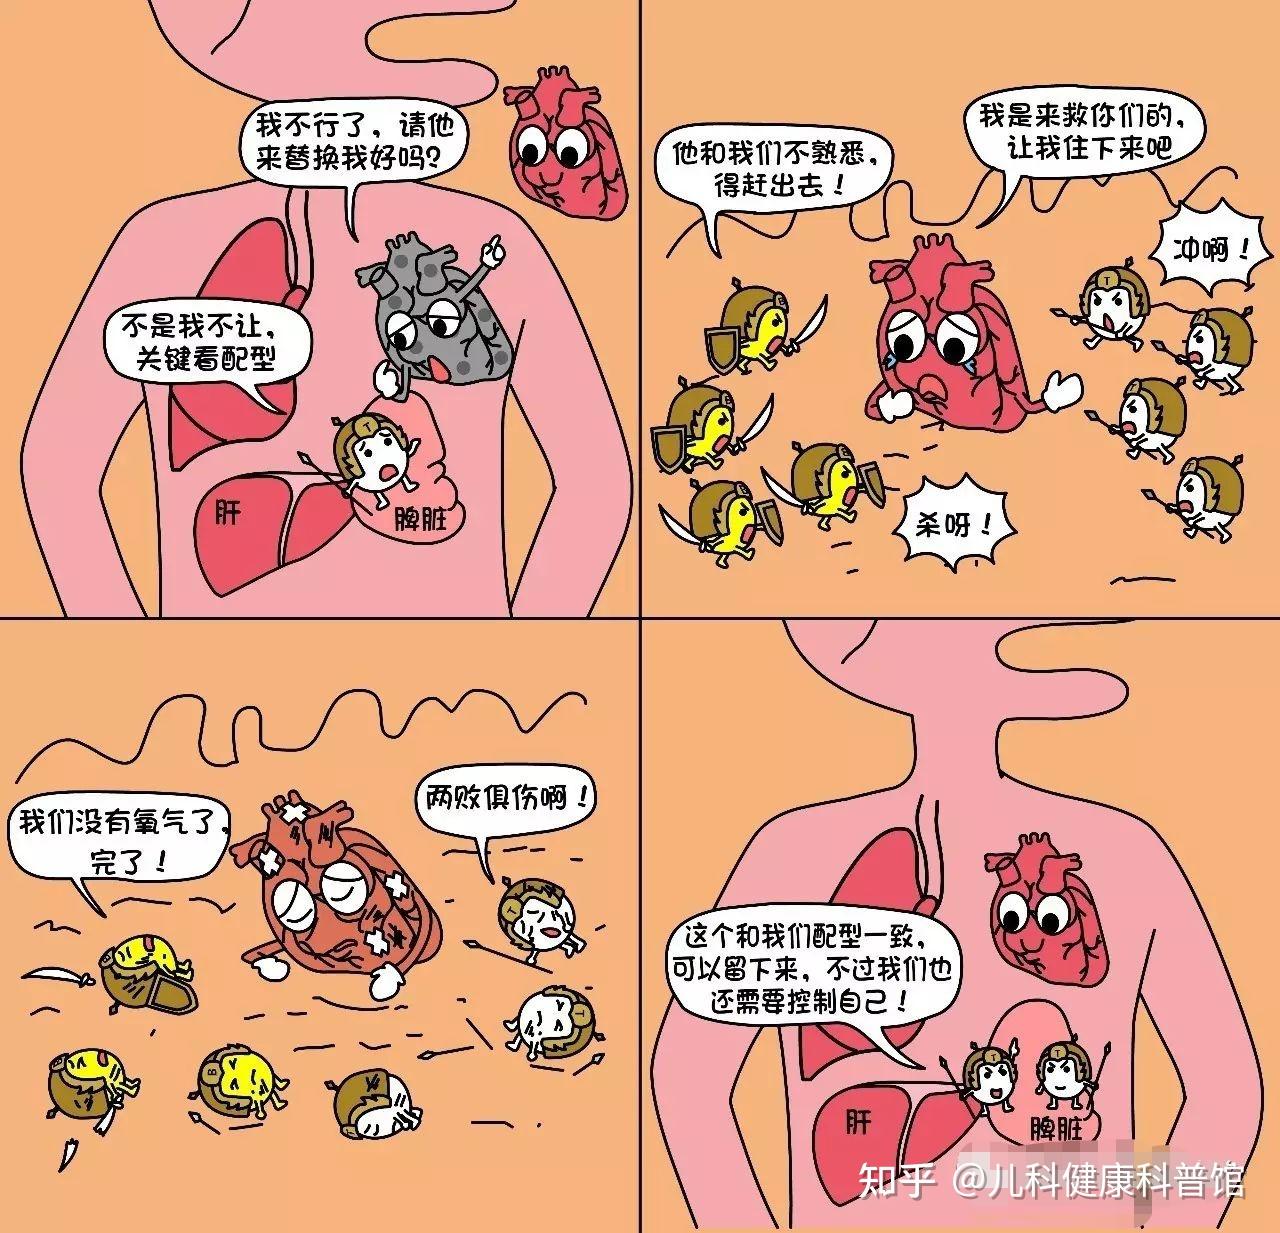 我不行了，请他
来替换我好吗？
不是我不让，
关键看配型
T
肝
脾脏
他和我们不熟悉，
得赶出去！
我是来救你们的，
让我住下来吧
冲啊！
杀呀！
我们没有氧气了，
完了！
两败俱伤啊！
B
这个和我们配型一致，
可以留下来，不过我们也
还需要控制自己！
T
T
肝
脾脏
知乎 @儿科健康科普馆